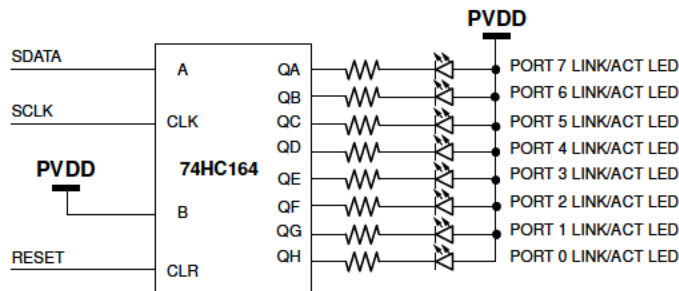 PVDD
SDATA
A
QA
PORT 7 LINK/ACT LED
QB
PORT 6 LINK/ACT LED
SCLK
CLK
QC
PORT 5 LINK/ACT LED
QD
PORT 4 LINK/ACT LED
PVDD
74HC164
QE
PORT 3 LINK/ACT LED
B
QF
PORT 2 LINK/ACT LED
QG
PORT 1 LINK/ACT LED
RESET
CLR
QH
PORT 0 LINK/ACT LED